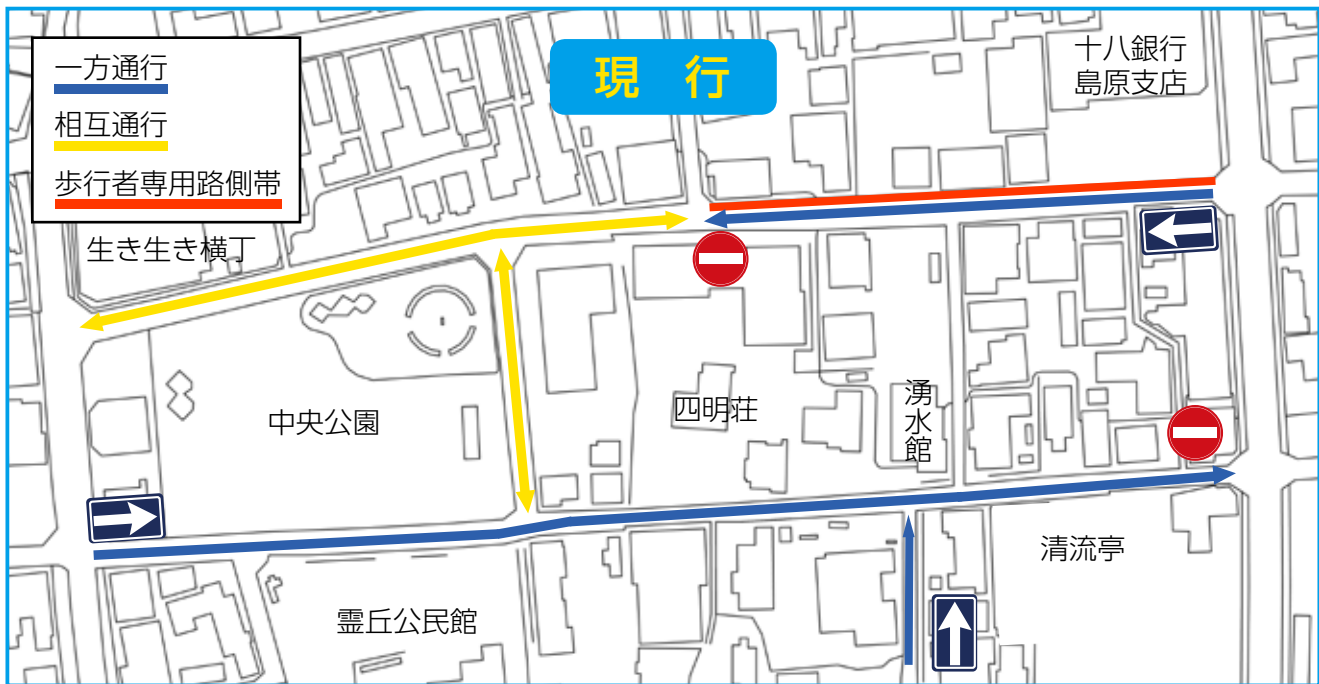 一方通行
相互通行
歩行者専用路側帯
現 行
十八銀行
島原支店
生き生き横丁
中央公園
四明荘
湧水館
清流亭
霊丘公民館